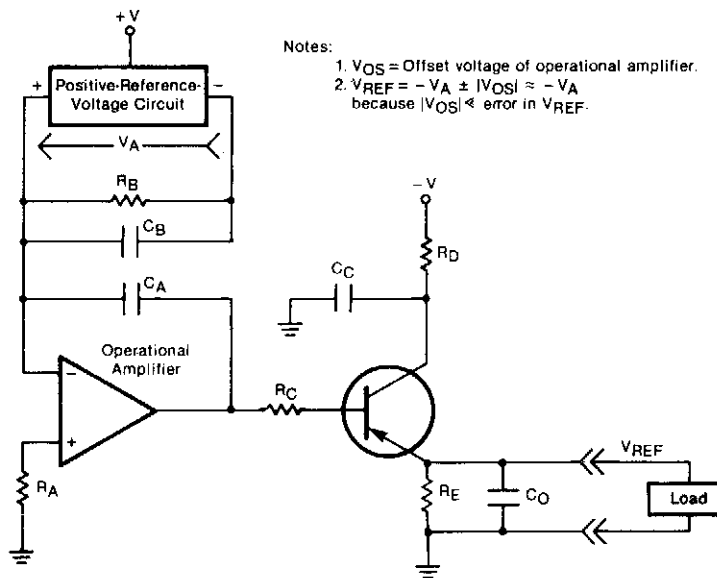 +V
Notes:
1. VOS = Offset voltage of operational amplifier.
2. VREF = − VA ± |VOS| ≈ − VA
because |VOS| ≪ error in VREF.
+ Positive-Reference- −
Voltage Circuit
VA
RB
−V
CB
RD
CC
CA
Operational
Amplifier
−
RC
+
VREF
RA
RE
CO
Load